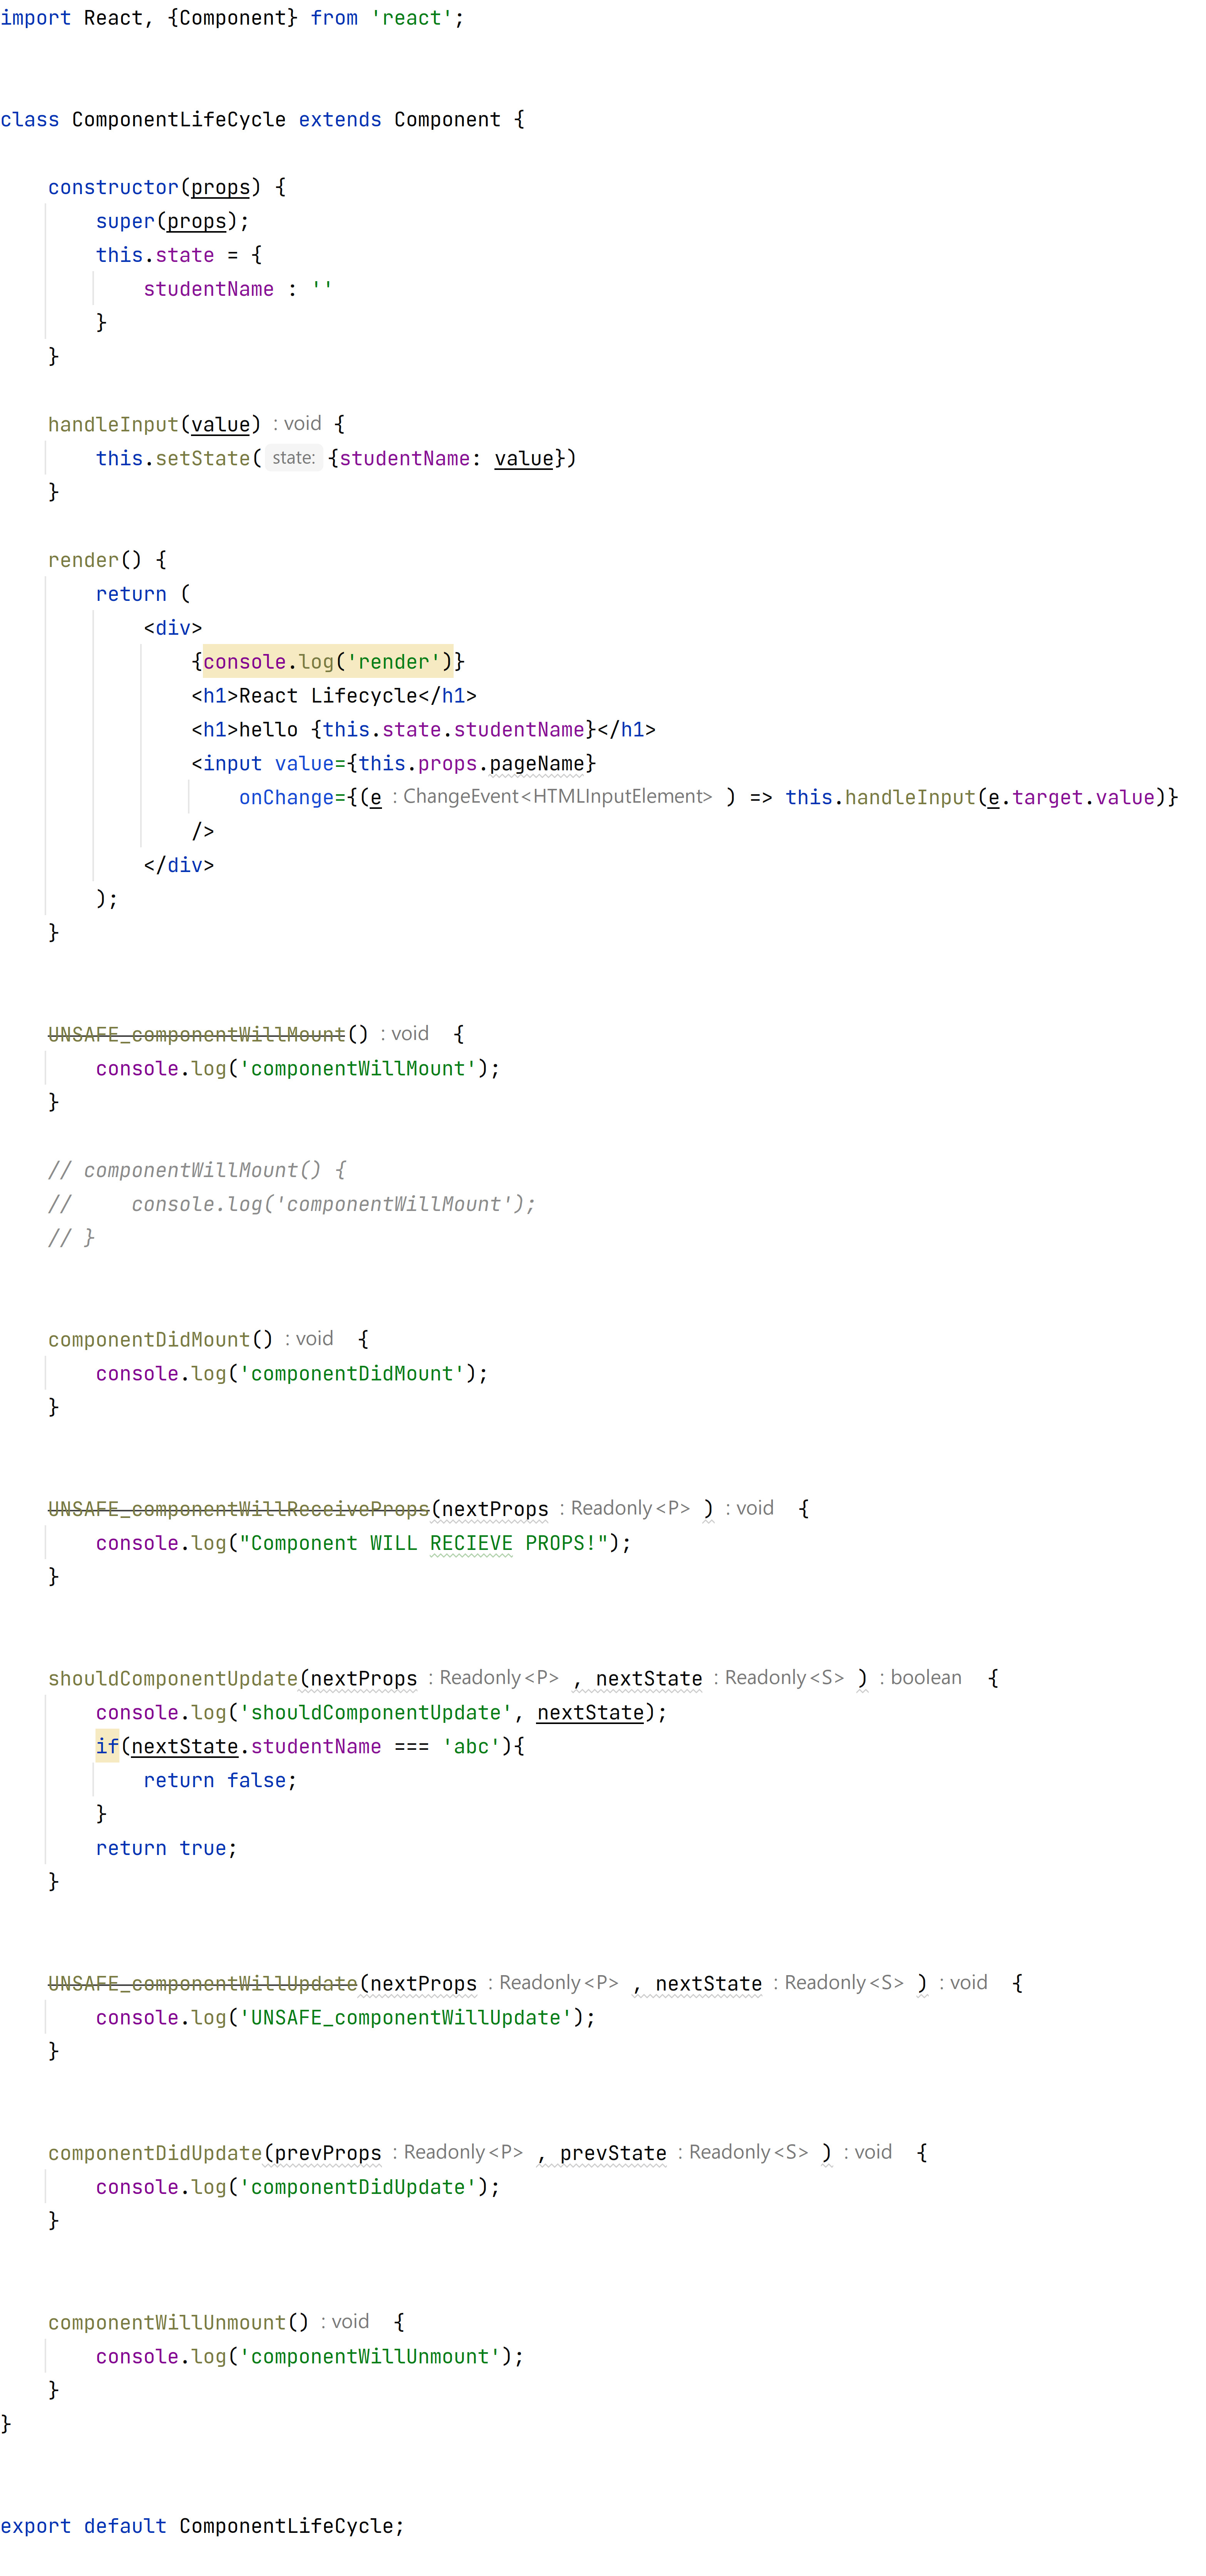 import React, {Component} from 'react';
class ComponentLifeCycle extends Component {
constructor(props) {
super(props);
this.state = {
studentName : ''
}
}
handleInput(value) : void {
this.setState( state: {studentName: value})
}
render() {
return (
<div>
{console.log('render')}
<h1>React Lifecycle</h1>
<h1>hello {this.state.studentName}</h1>
<input value={this.props.pageName}
onChange={(e : ChangeEvent<HTMLInputElement> ) => this.handleInput(e.target.value)}
/>
</div>
);
}
UNSAFE_componentWillMount() : void {
console.log('componentWillMount');
}
// componentWillMount() {
//     console.log('componentWillMount');
// }
componentDidMount() : void {
console.log('componentDidMount');
}
UNSAFE_componentWillReceiveProps(nextProps : Readonly<P> ) : void {
console.log("Component WILL RECIEVE PROPS!");
}
shouldComponentUpdate(nextProps : Readonly<P> , nextState : Readonly<S> ) : boolean {
console.log('shouldComponentUpdate', nextState);
if(nextState.studentName === 'abc'){
return false;
}
return true;
}
UNSAFE_componentWillUpdate(nextProps : Readonly<P> , nextState : Readonly<S> ) : void {
console.log('UNSAFE_componentWillUpdate');
}
componentDidUpdate(prevProps : Readonly<P> , prevState : Readonly<S> ) : void {
console.log('componentDidUpdate');
}
componentWillUnmount() : void {
console.log('componentWillUnmount');
}
}
export default ComponentLifeCycle;